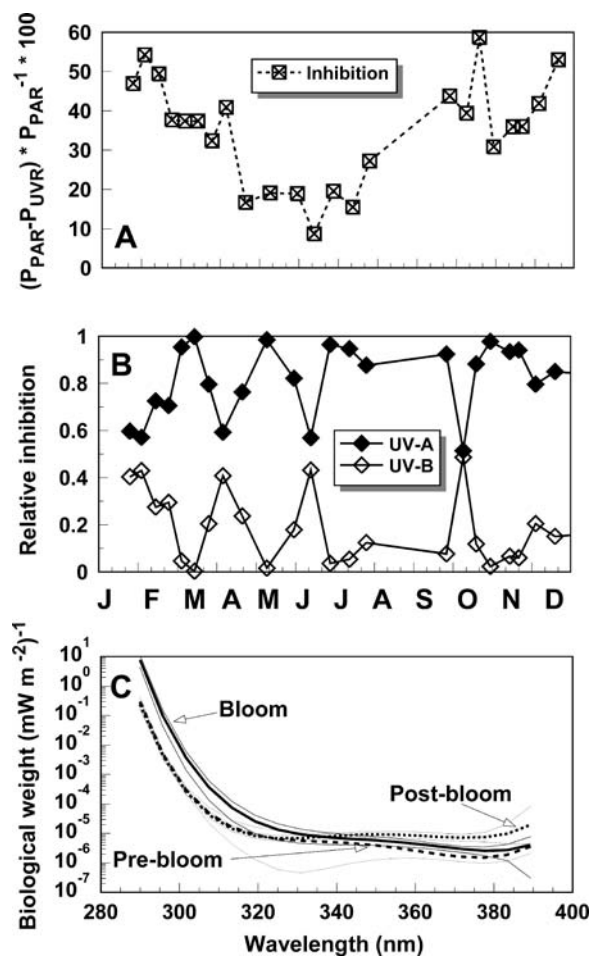 60
50
40
30
20
10
0
(P_PAR-P_UVR) * P_PAR^-1 * 100
Inhibition
A
1
0.8
0.6
0.4
0.2
0
Relative inhibition
B
UV-A
UV-B
J F M A M J J A S O N D
10^1
10^0
10^-1
10^-2
10^-3
10^-4
10^-5
10^-6
10^-7
Biological weight (mW m^-2)^-1
C
Bloom
Post-bloom
Pre-bloom
280 300 320 340 360 380 400
Wavelength (nm)